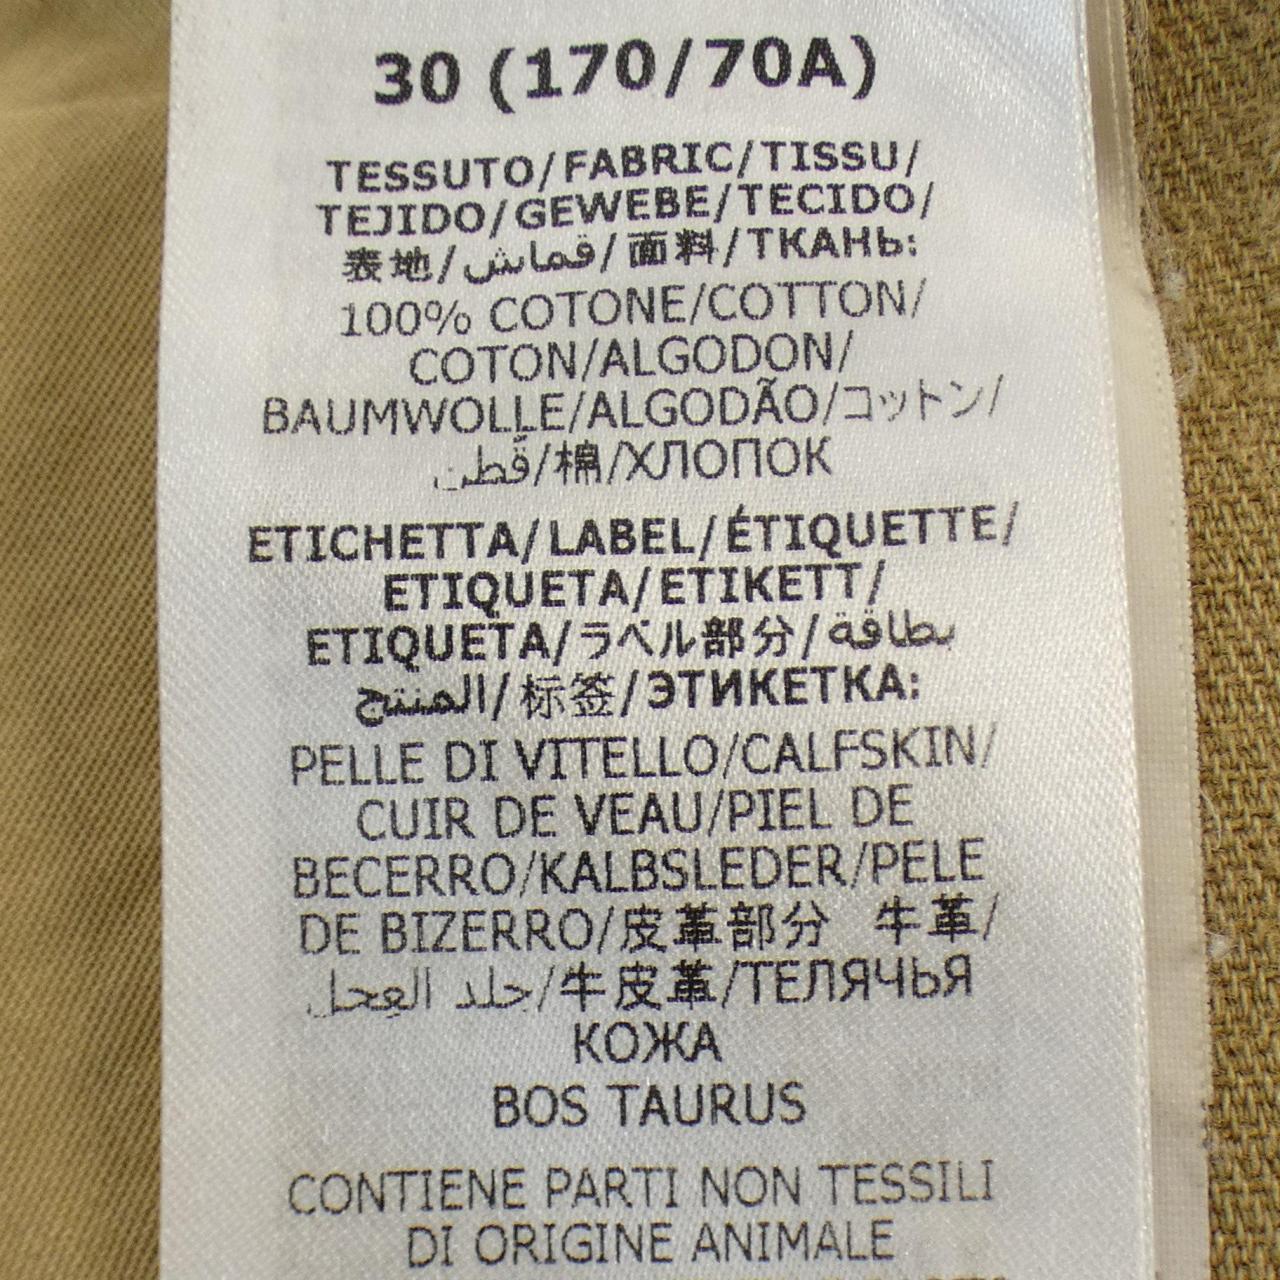 30 (170/70A)
TESSUTO/FABRIC/TISSU/
TEJIDO/GEWEBE/TECIDO/
表地/قماش/面料/ТКАНЬ:
100% COTONE/COTTON/
COTON/ALGODON/
BAUMWOLLE/ALGODÃO/コットン/
قطن/棉/ХЛОПОК
ETICHETTA/LABEL/ÉTIQUETTE/
ETIQUETA/ETIKETT/
ETIQUETA/ラベル部分/بطاقة
المنتج/标签/ЭТИКЕТКА:
PELLE DI VITELLO/CALFSKIN/
CUIR DE VEAU/PIEL DE
BECERRO/KALBSLEDER/PELE
DE BIZERRO/皮革部分 牛革/
جلد العجل/牛皮革/ТЕЛЯЧЬЯ
КОЖА
BOS TAURUS
CONTIENE PARTI NON TESSILI
DI ORIGINE ANIMALE